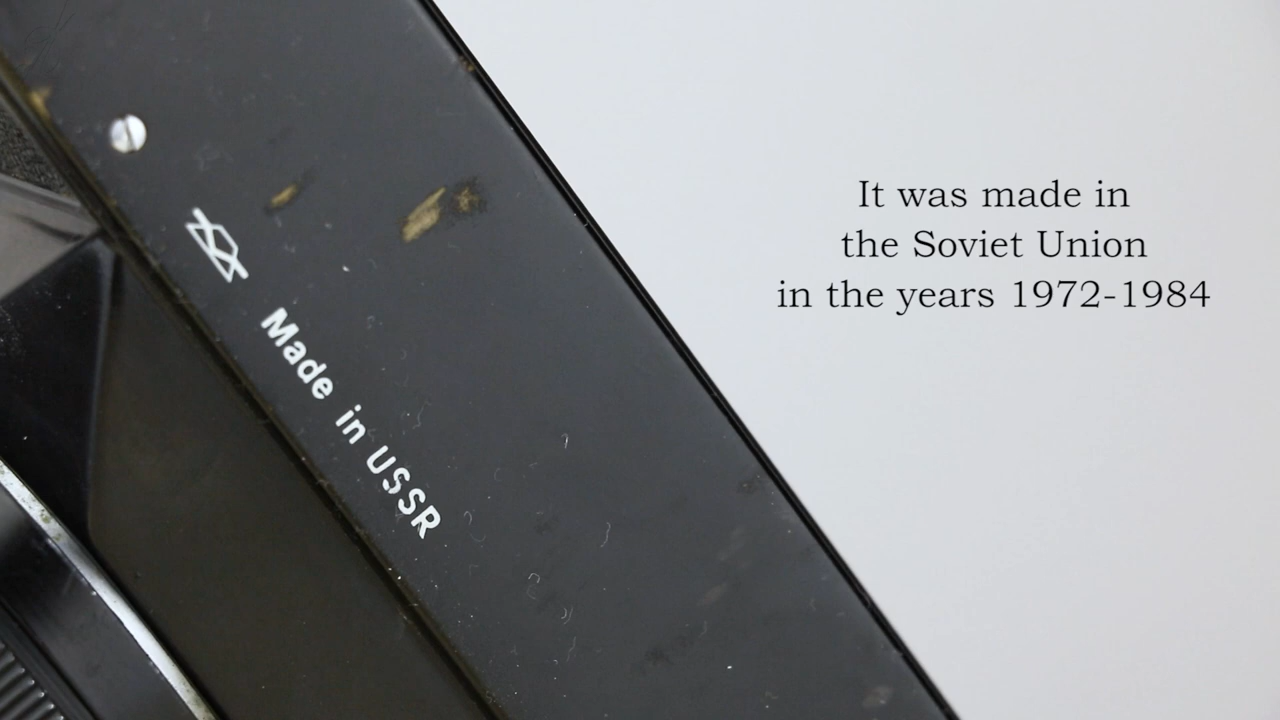 Made in USSR
It was made in
the Soviet Union
in the years 1972-1984